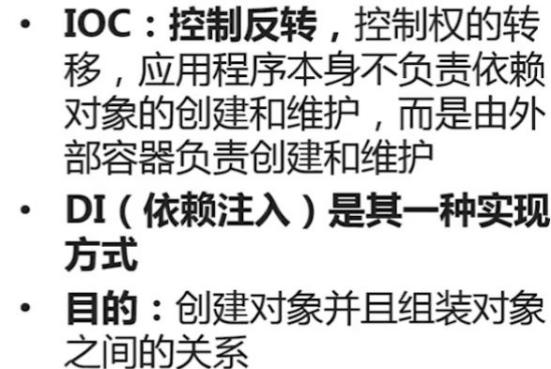 • IOC：控制反转，控制权的转
移，应用程序本身不负责依赖
对象的创建和维护，而是由外
部容器负责创建和维护
• DI（依赖注入）是其一种实现
方式
• 目的：创建对象并且组装对象
之间的关系